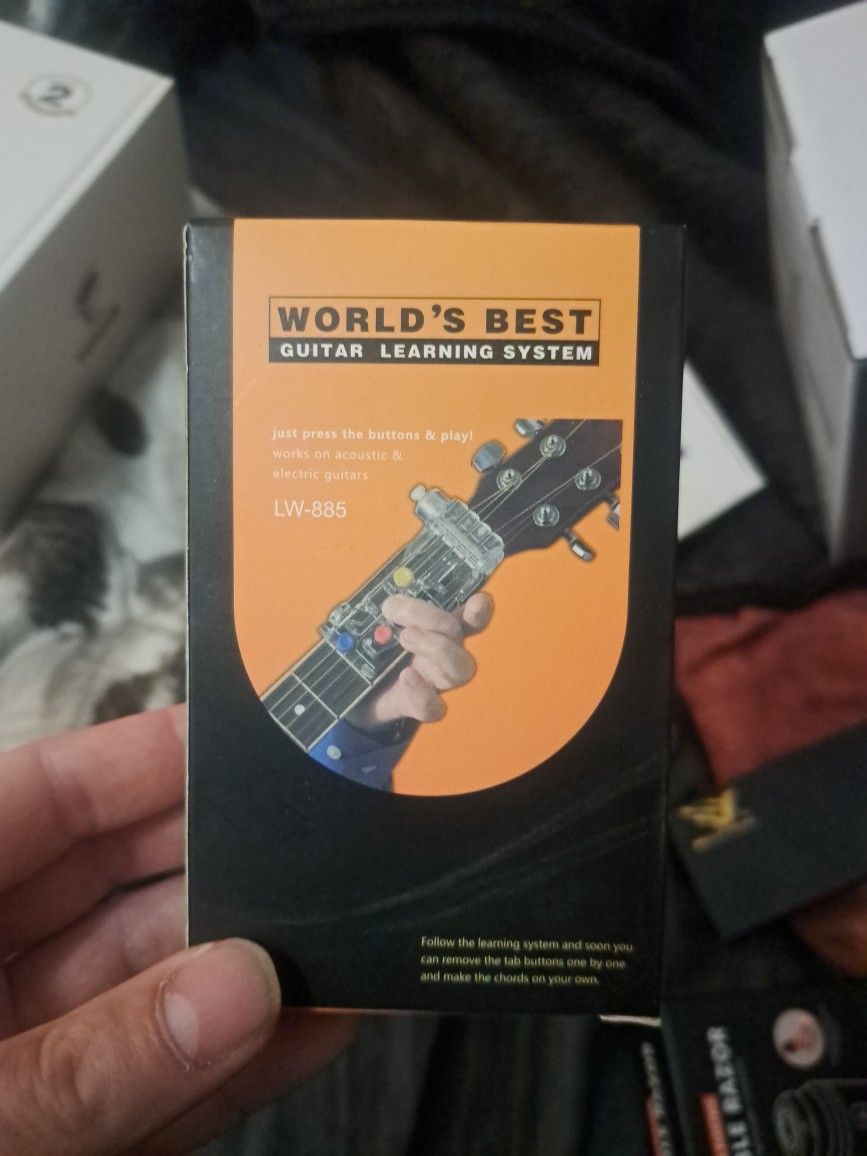 2
WORLD'S BEST
GUITAR LEARNING SYSTEM
just press the buttons & play!
works on acoustic &
electric guitars
LW-885
Follow the learning system and soon you
can remove the tab buttons one by one
and make the chords on your own.
RAZOR